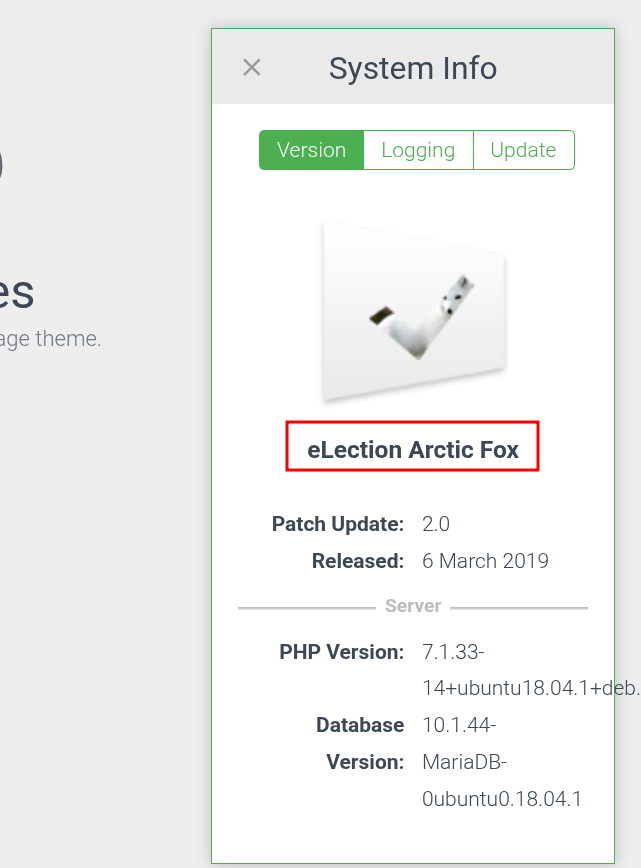 System Info
Version Logging Update
es
age theme.
eLection Arctic Fox
Patch Update: 2.0
Released: 6 March 2019
Server
PHP Version: 7.1.33-
14+ubuntu18.04.1+deb.
Database 10.1.44-
Version: MariaDB-
0ubuntu0.18.04.1